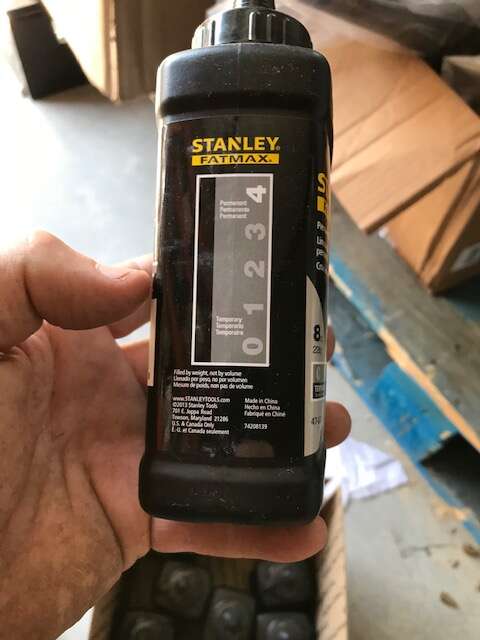 STANLEY®
FATMAX®
Permanent
Permanente
Permanent
4
3
2
1
0
Temporary
Temporario
Temporaire
Filled by weight, not by volume
Llenado por peso, no por volumen
Mesure de poids, non pas de volume
www.STANLEYTOOLS.com
©2013 Stanley Tools
701 E. Joppa Road
Towson, Maryland 21286
U.S. & Canada Only
E.-U. et Canada seulement
Made in China
Hecho en China
Fabriqué en Chine
74208139
8